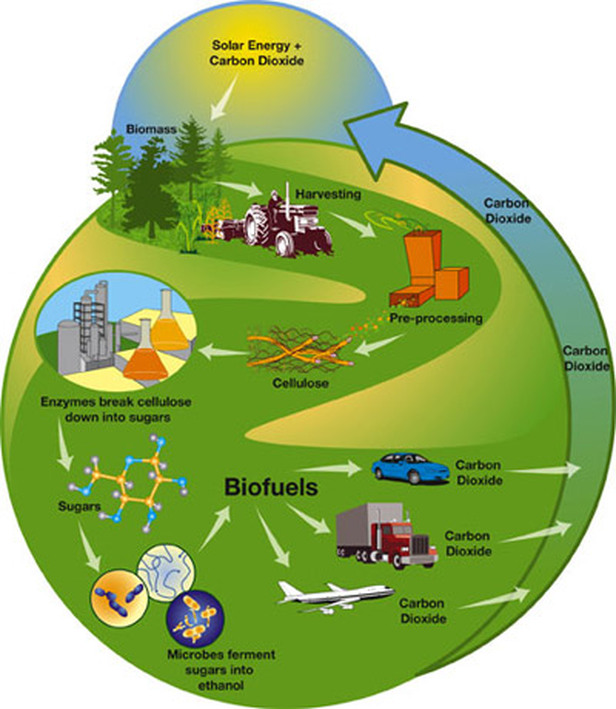 Solar Energy +
Carbon Dioxide
Biomass
Harvesting
Carbon
Dioxide
Pre-processing
Carbon
Dioxide
Cellulose
Enzymes break cellulose
down into sugars
Sugars
Biofuels
Carbon
Dioxide
Carbon
Dioxide
Carbon
Dioxide
Microbes ferment
sugars into
ethanol